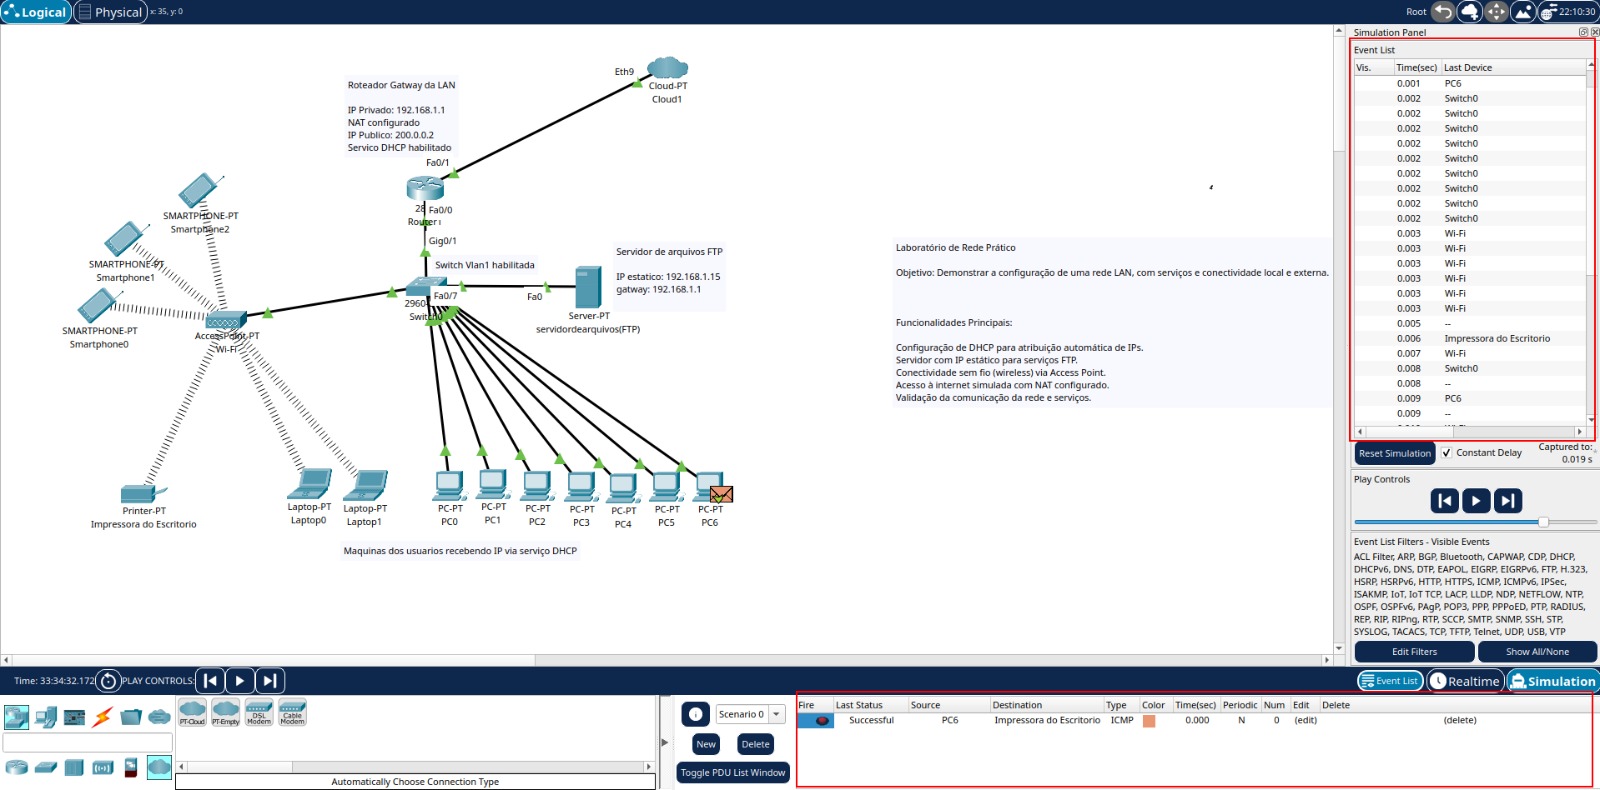 Logical
Physical
x: 35, y: 0
Root
22:10:30
Simulation Panel
Event List
Vis. Time(sec) Last Device
0.001 PC6
0.002 Switch0
0.002 Switch0
0.002 Switch0
0.002 Switch0
0.002 Switch0
0.002 Switch0
0.002 Switch0
0.002 Switch0
0.002 Switch0
0.003 Wi-Fi
0.003 Wi-Fi
0.003 Wi-Fi
0.003 Wi-Fi
0.003 Wi-Fi
0.003 Wi-Fi
0.005 --
0.006 Impressora do Escritorio
0.007 Wi-Fi
0.008 Switch0
0.008 --
0.009 PC6
0.009 --
Reset Simulation
Constant Delay
Captured to:
0.019 s
Play Controls
Event List Filters - Visible Events
ACL Filter, ARP, BGP, Bluetooth, CAPWAP, CDP, DHCP,
DHCPv6, DNS, DTP, EAPOL, EIGRP, EIGRPv6, FTP, H.323,
HSRP, HSRPv6, HTTP, HTTPS, ICMP, ICMPv6, IPSec,
ISAKMP, IoT, IoT TCP, LACP, LLDP, NDP, NETFLOW, NTP,
OSPF, OSPFv6, PAgP, POP3, PPP, PPPoED, PTP, RADIUS,
REP, RIP, RIPng, RTP, SCCP, SMTP, SNMP, SSH, STP,
SYSLOG, TACACS, TCP, TFTP, Telnet, UDP, USB, VTP
Edit Filters
Show All/None
Roteador Gatway da LAN
IP Privado: 192.168.1.1
NAT configurado
IP Publico: 200.0.0.2
Servico DHCP habilitado
Fa0/1
Eth9
Cloud-PT
Cloud1
Fa0/0
Gig0/1
SMARTPHONE-PT
Smartphone2
SMARTPHONE-PT
Smartphone1
SMARTPHONE-PT
Smartphone0
AccessPoint-PT
Wi-Fi
Switch Vlan1 habilitada
Fa0/7
2960-
Switch0
Fa0
Servidor de arquivos FTP
IP estatico: 192.168.1.15
gatway: 192.168.1.1
Server-PT
servidordearquivos(FTP)
Laboratório de Rede Prático
Objetivo: Demonstrar a configuração de uma rede LAN, com serviços e conectividade local e externa.
Funcionalidades Principais:
Configuração de DHCP para atribuição automática de IPs.
Servidor com IP estático para serviços FTP.
Conectividade sem fio (wireless) via Access Point.
Acesso à internet simulada com NAT configurado.
Validação da comunicação da rede e serviços.
Printer-PT
Impressora do Escritorio
Laptop-PT
Laptop0
Laptop-PT
Laptop1
PC-PT
PC0
PC-PT
PC1
PC-PT
PC2
PC-PT
PC3
PC-PT
PC4
PC-PT
PC5
PC-PT
PC6
Maquinas dos usuarios recebendo IP via serviço DHCP
Time: 33:34:32.172
PLAY CONTROLS:
Event List
Realtime
Simulation
PT-Cloud
PT-Empty
DSL Modem
Cable Modem
Automatically Choose Connection Type
Scenario 0
New
Delete
Toggle PDU List Window
Fire Last Status Source Destination Type Color Time(sec) Periodic Num Edit Delete
Successful PC6 Impressora do Escritorio ICMP 0.000 N 0 (edit) (delete)